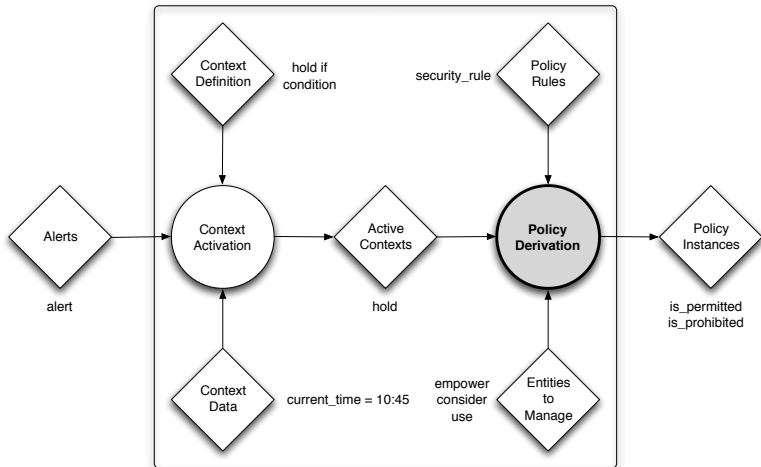 Context
Definition
hold if
condition
security_rule
Policy
Rules
Alerts
alert
Context
Activation
Active
Contexts
hold
Policy
Derivation
Policy
Instances
is_permitted
is_prohibited
Context
Data
current_time = 10:45
empower
consider
use
Entities
to
Manage